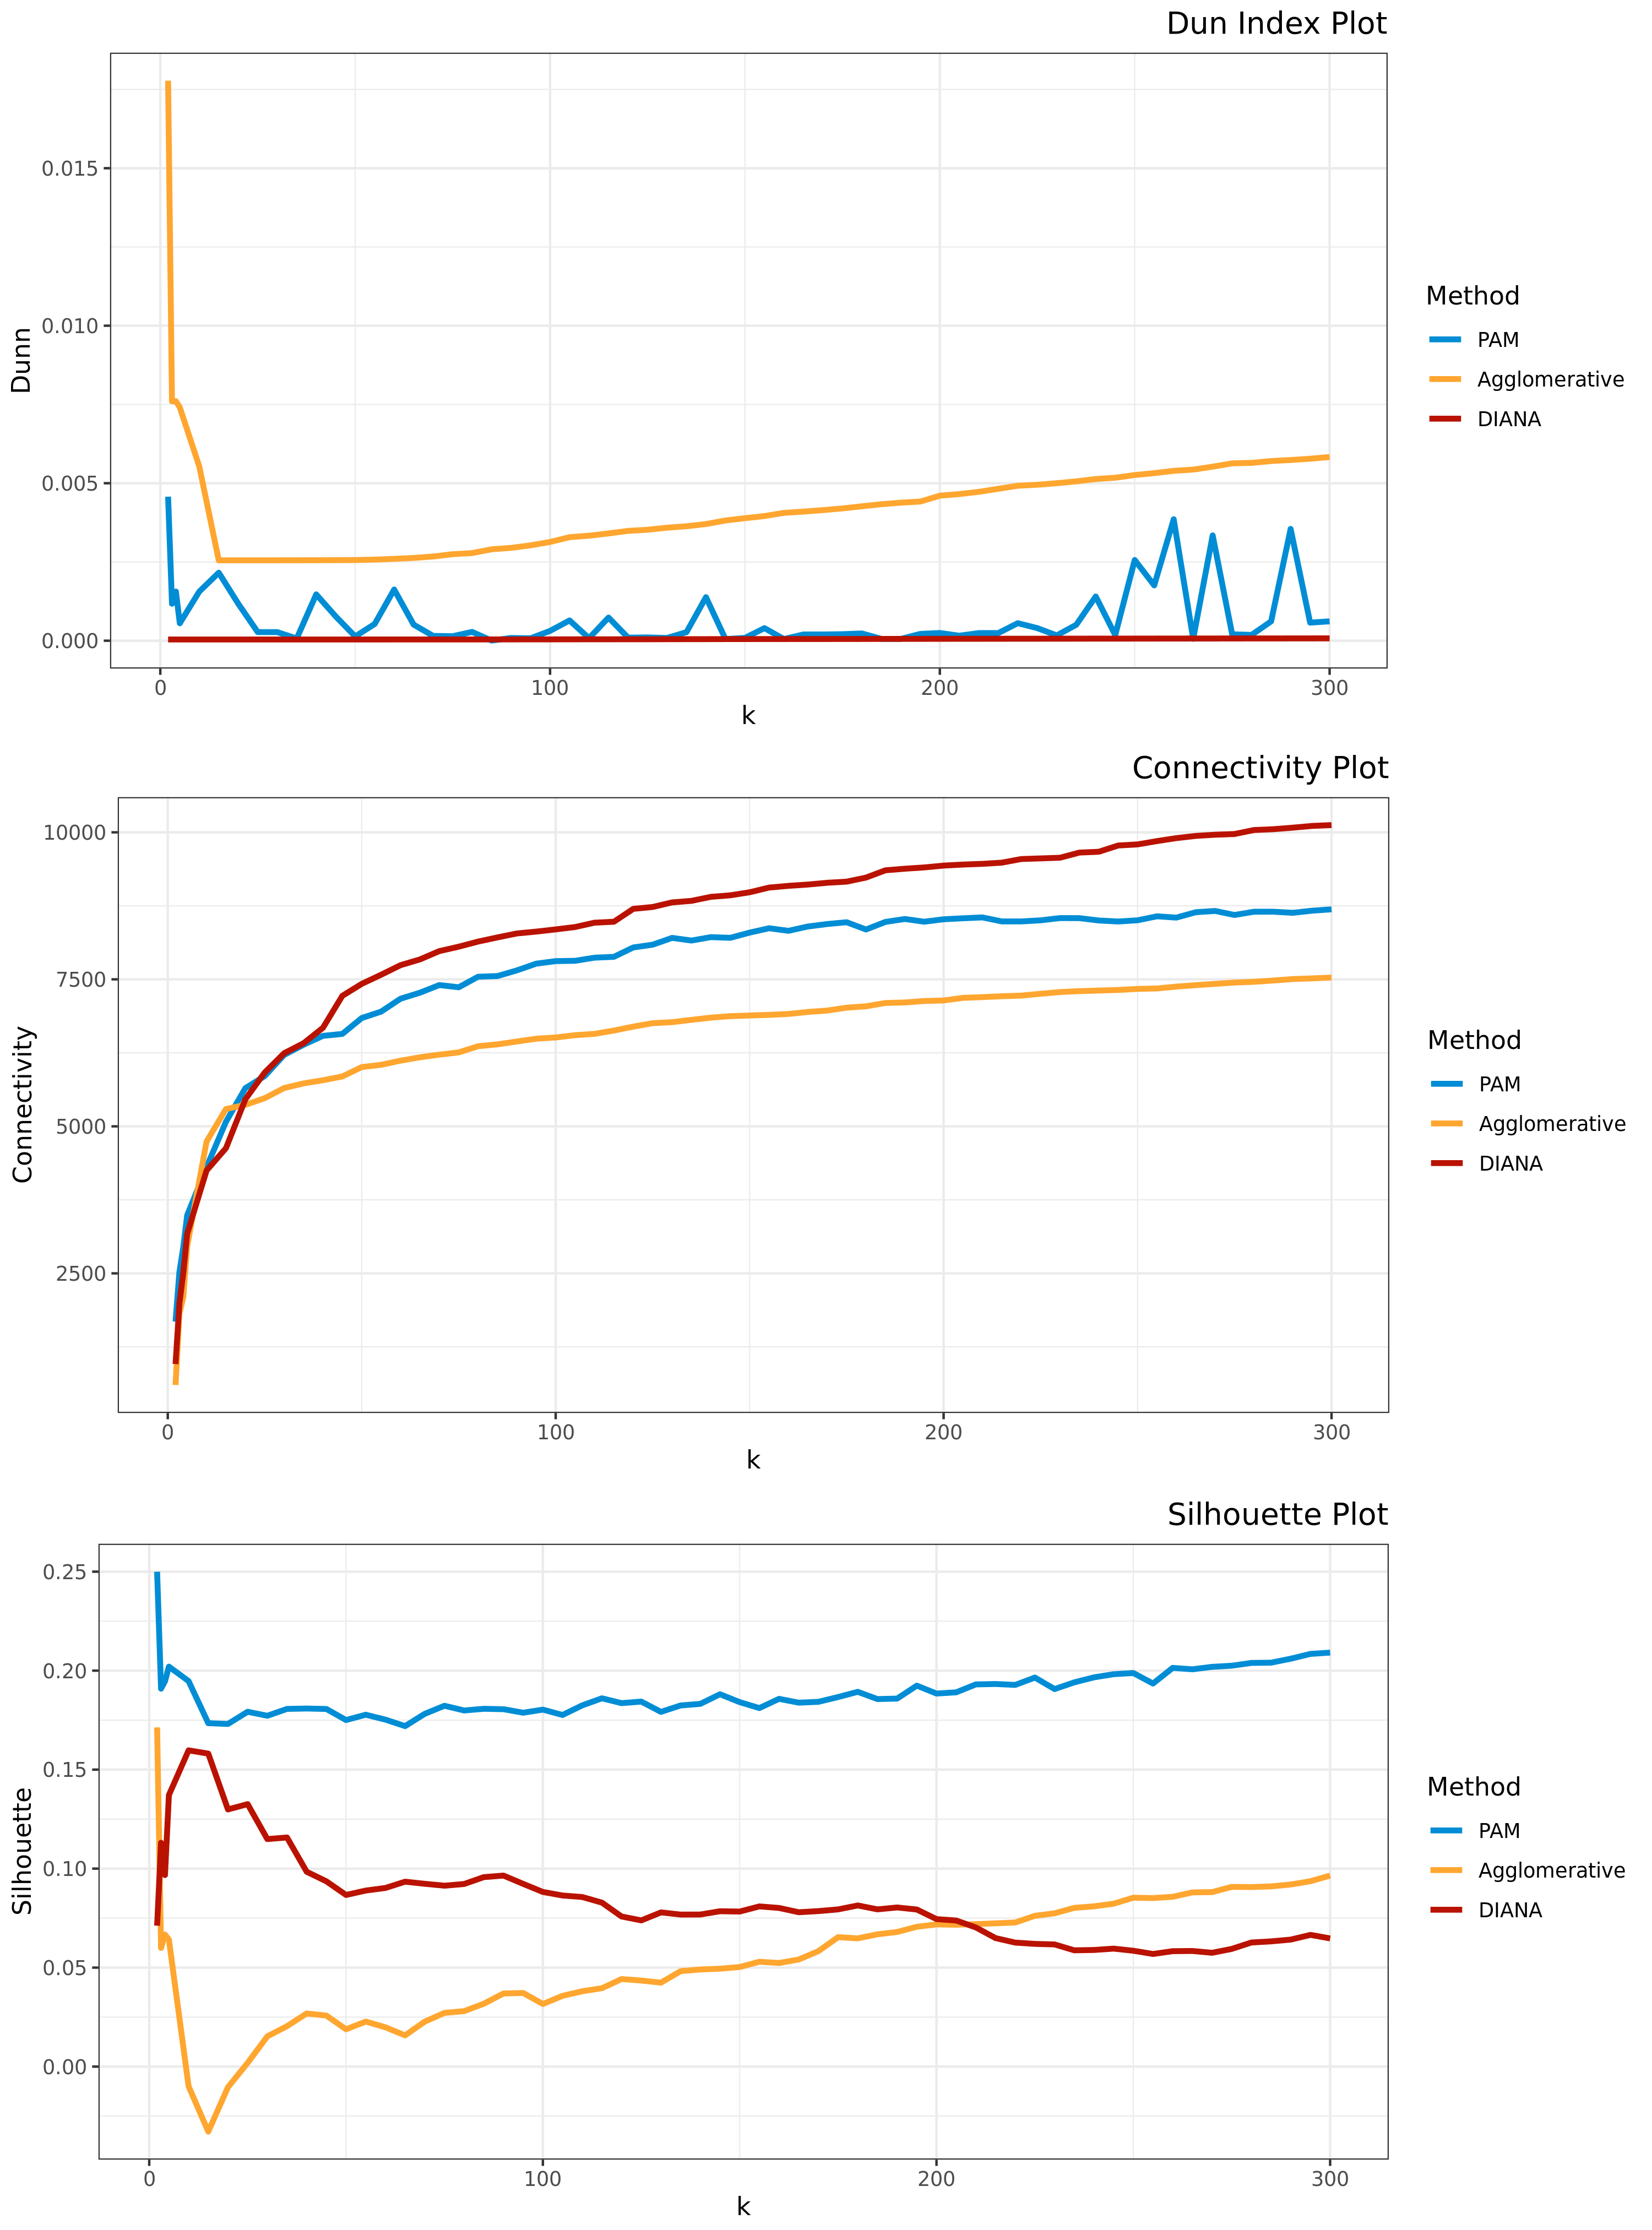 Dun Index Plot
0.015
0.010
0.005
0.000
Dunn
0 100 200 300
k
Method
PAM
Agglomerative
DIANA
Connectivity Plot
10000
7500
5000
2500
Connectivity
0 100 200 300
k
Method
PAM
Agglomerative
DIANA
Silhouette Plot
0.25
0.20
0.15
0.10
0.05
0.00
Silhouette
0 100 200 300
k
Method
PAM
Agglomerative
DIANA